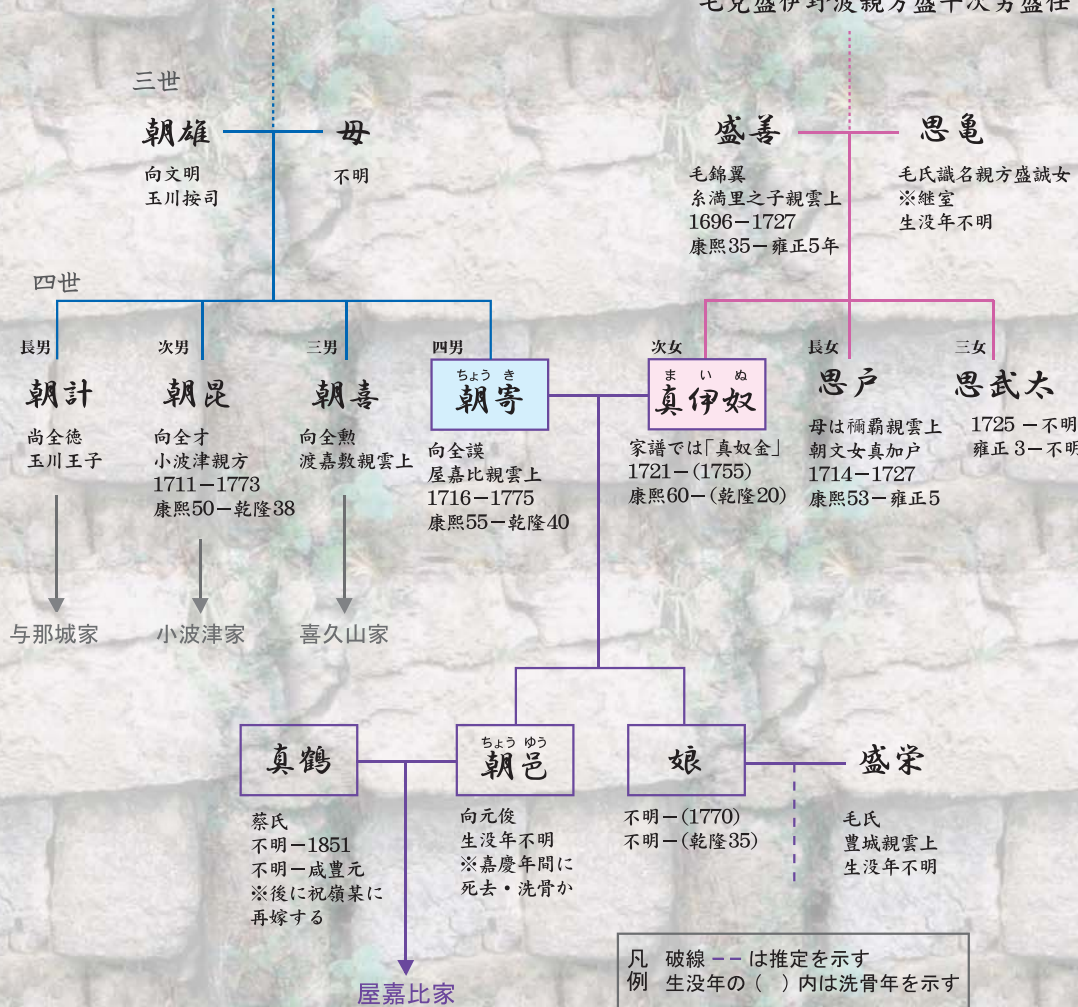 三世
朝雄
向文明
玉川按司
母
不明
盛善
毛錦翼
糸満里之子親雲上
1696－1727
康熙35－雍正5年
思亀
毛氏識名親方盛誠女
※継室
生没年不明
四世
長男
朝計
尚全徳
玉川王子
与那城家
次男
朝昆
向全才
小波津親方
1711－1773
康熙50－乾隆38
小波津家
三男
朝喜
向全勲
渡嘉敷親雲上
喜久山家
四男
ちょう き
朝寄
向全謨
屋嘉比親雲上
1716－1775
康熙55－乾隆40
次女
ま い ぬ
真伊奴
家譜では「真奴金」
1721－(1755)
康熙60－(乾隆20)
長女
思戸
母は禰覇親雲上
朝文女真加戸
1714－1727
康熙53－雍正5
三女
思武太
1725 －不明
雍正 3－不明
真鶴
蔡氏
不明－1851
不明－咸豊元
※後に祝嶺某に
再嫁する
ちょう ゆう
朝邑
向元俊
生没年不明
※嘉慶年間に
死去・洗骨か
娘
不明－(1770)
不明－(乾隆35)
盛栄
毛氏
豊城親雲上
生没年不明
屋嘉比家
凡例
破線 －－ は推定を示す
生没年の（　）内は洗骨年を示す